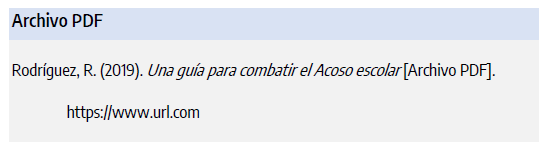 Archivo PDF
Rodríguez, R. (2019). Una guía para combatir el Acoso escolar [Archivo PDF].
https://www.url.com